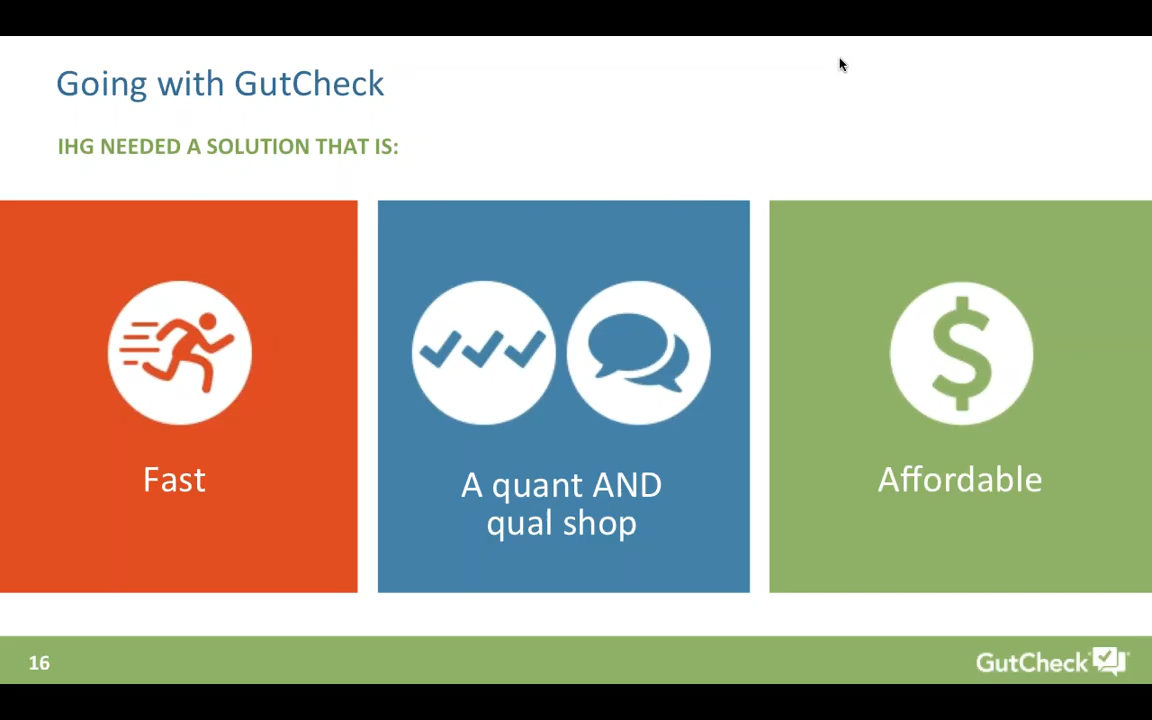 Going with GutCheck
IHG NEEDED A SOLUTION THAT IS:
Fast
A quant AND
qual shop
Affordable
16
GutCheck